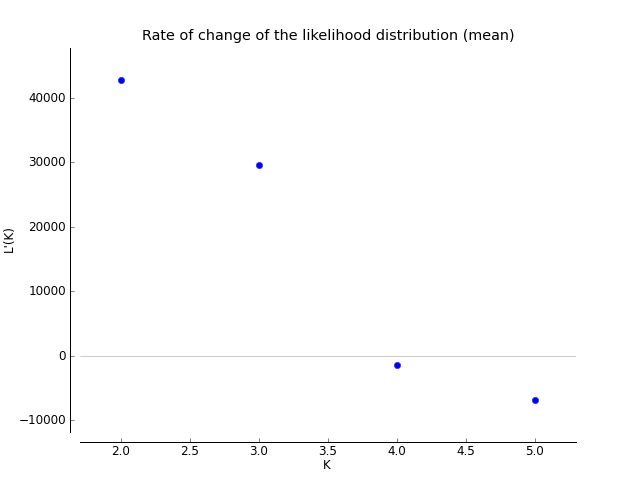 Rate of change of the likelihood distribution (mean)
40000
30000
20000
10000
0
−10000
L'(K)
2.0 2.5 3.0 3.5 4.0 4.5 5.0
K